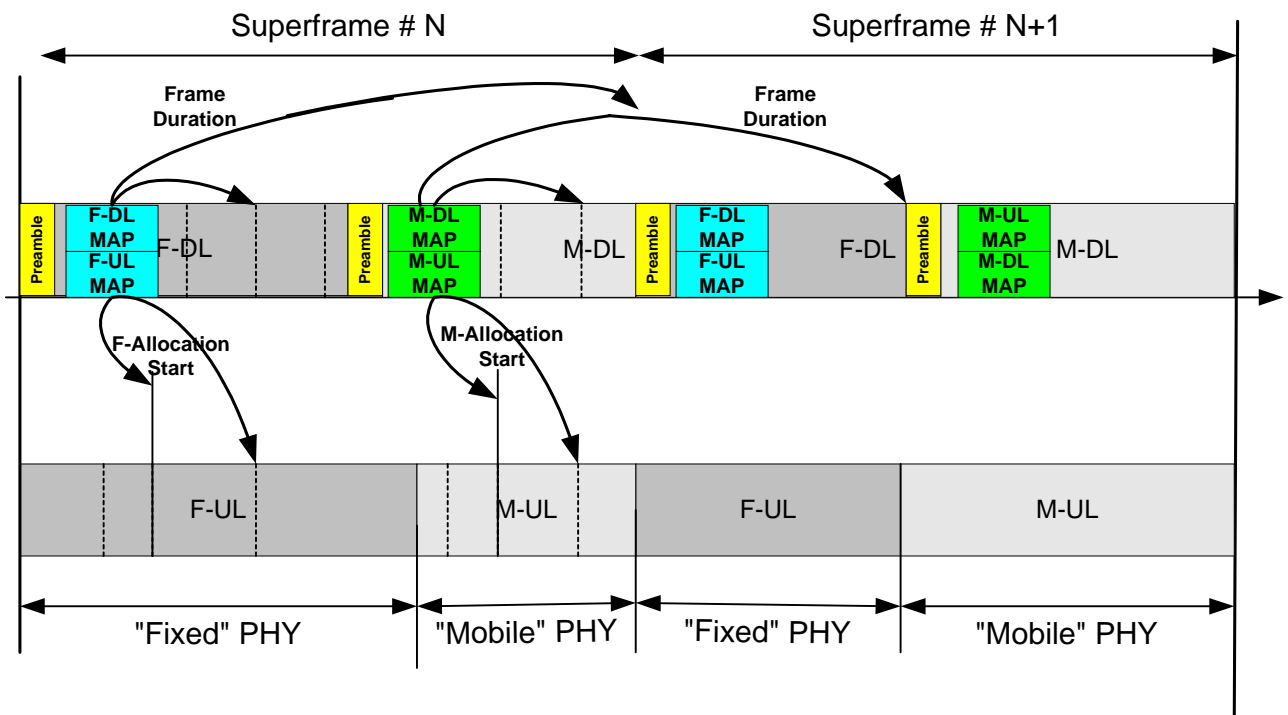 Superframe # N
Superframe # N+1
Frame
Duration
Frame
Duration
Preamble
F-DL
MAP
F-UL
MAP
F-DL
Preamble
M-DL
MAP
M-UL
MAP
M-DL
Preamble
F-DL
MAP
F-UL
MAP
F-DL
Preamble
M-UL
MAP
M-DL
MAP
M-DL
F-Allocation
Start
M-Allocation
Start
F-UL
M-UL
F-UL
M-UL
"Fixed" PHY
"Mobile" PHY
"Fixed" PHY
"Mobile" PHY